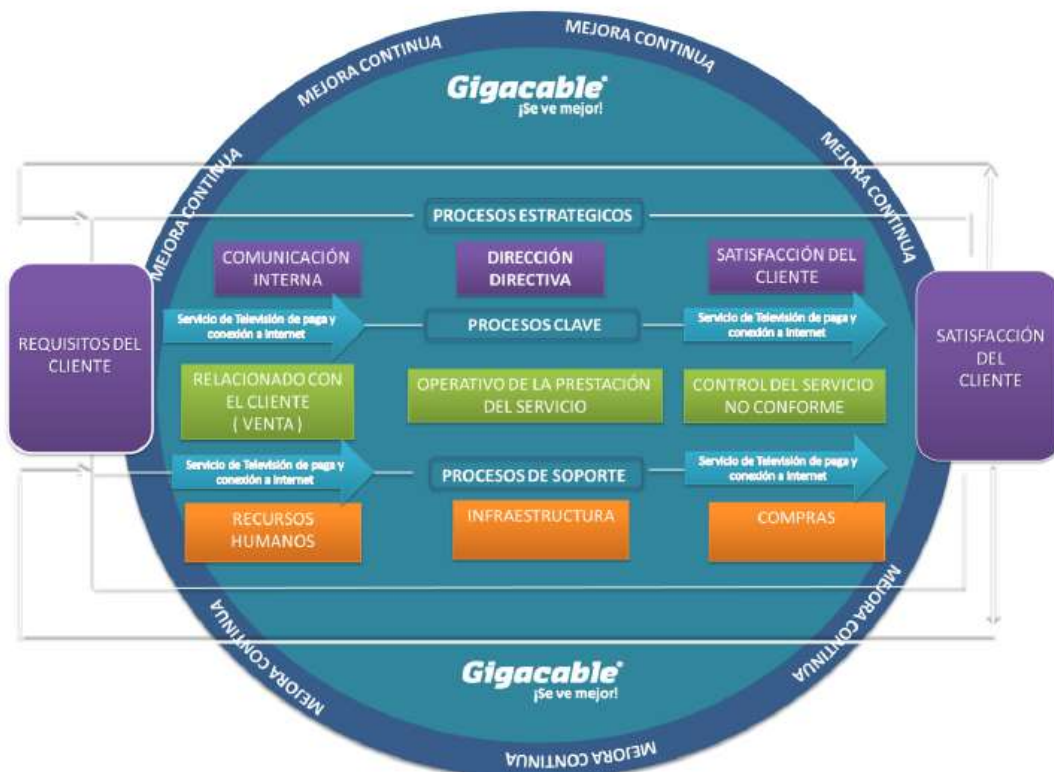 MEJORA CONTINUA
MEJORA CONTINUA
Gigacable®
¡Se ve mejor!
MEJORA CONTINUA
MEJORA CONTINUA
PROCESOS ESTRATEGICOS
COMUNICACIÓN
INTERNA
DIRECCIÓN
DIRECTIVA
SATISFACCIÓN DEL
CLIENTE
REQUISITOS DEL
CLIENTE
Servicio de Televisión de paga y
conexión a Internet
PROCESOS CLAVE
Servicio de Televisión de paga y
conexión a Internet
SATISFACCIÓN
DEL
CLIENTE
RELACIONADO CON
EL CLIENTE
( VENTA )
OPERATIVO DE LA PRESTACIÓN
DEL SERVICIO
CONTROL DEL SERVICIO
NO CONFORME
Servicio de Televisión de paga y
conexión a Internet
PROCESOS DE SOPORTE
Servicio de Televisión de paga y
conexión a Internet
RECURSOS
HUMANOS
INFRAESTRUCTURA
COMPRAS
MEJORA CONTINUA
MEJORA CONTINUA
Gigacable®
¡Se ve mejor!
MEJORA CONTINUA